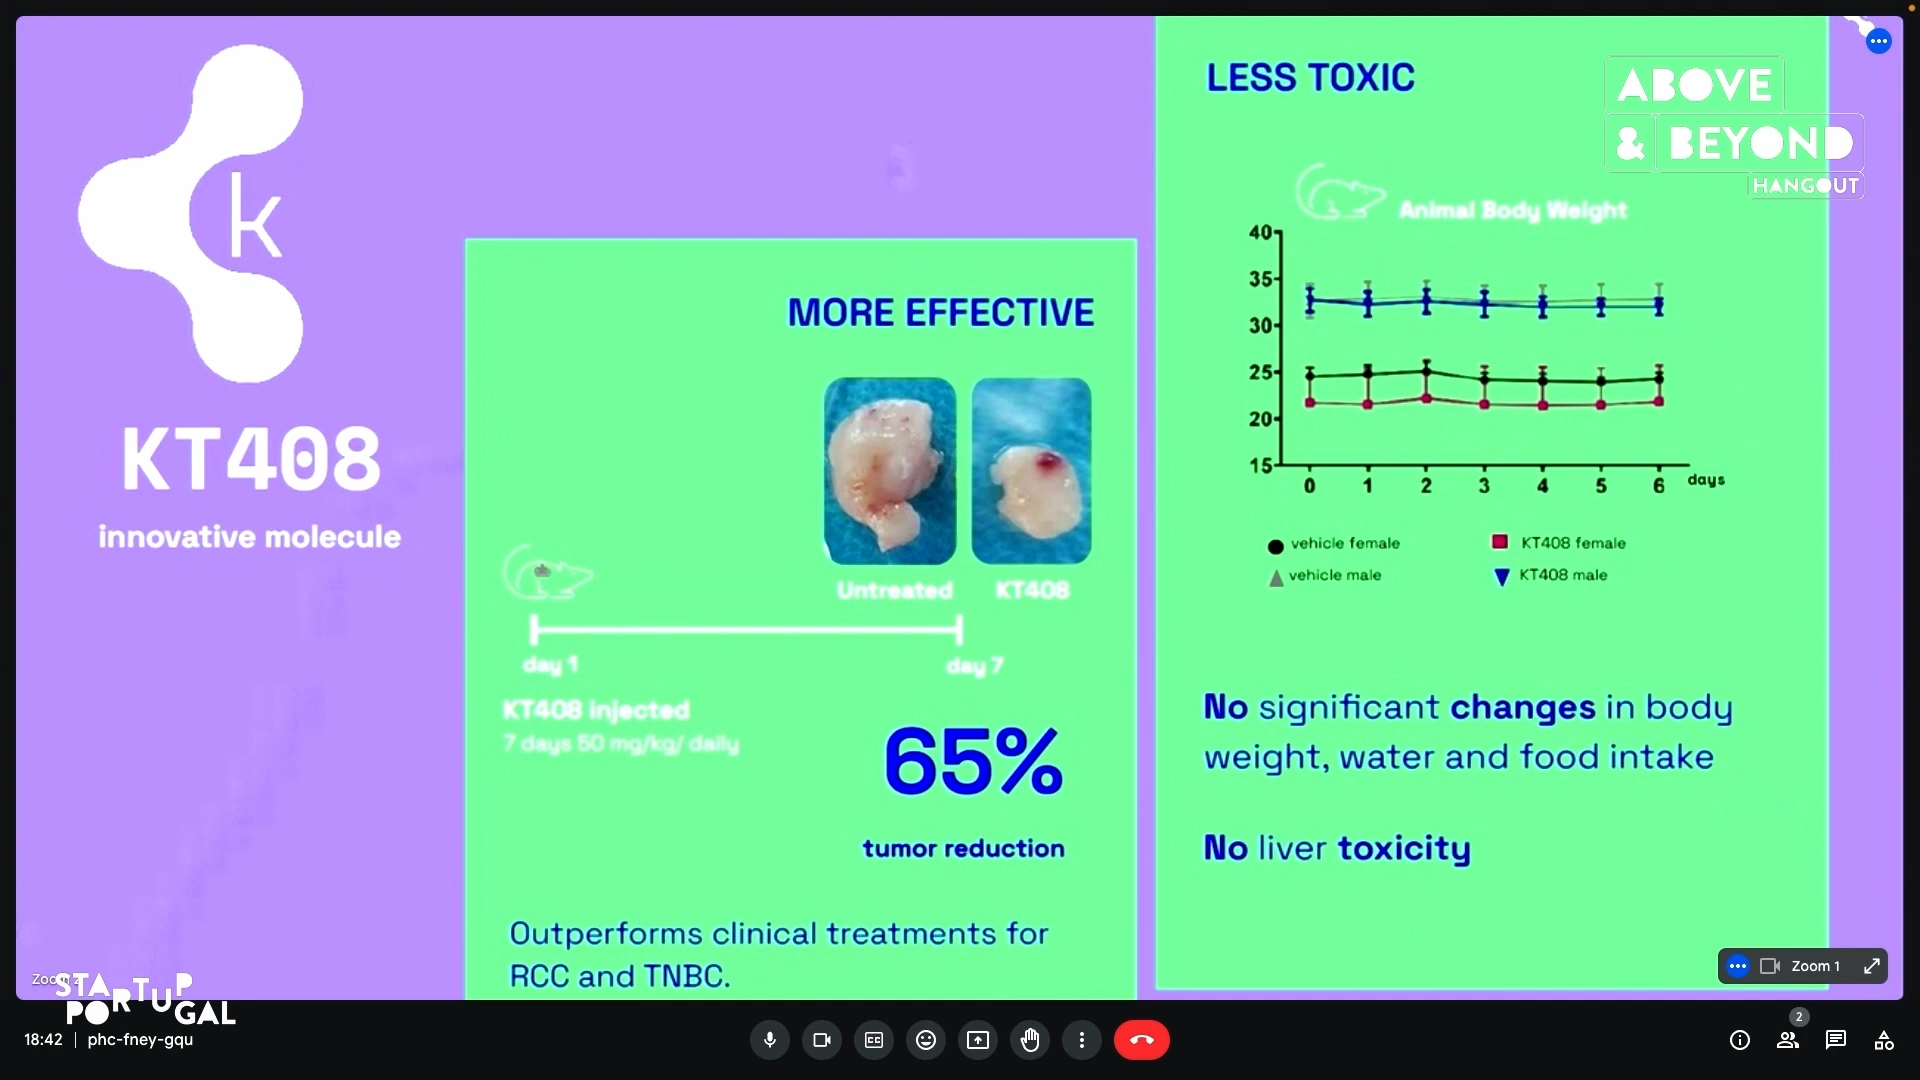 k
KT408
innovative molecule
MORE EFFECTIVE
Untreated
KT408
day 1
day 7
KT408 injected
7 days 50 mg/kg/ daily
65%
tumor reduction
Outperforms clinical treatments for
RCC and TNBC.
LESS TOXIC
ABOVE
& BEYOND
HANGOUT
Animal Body Weight
40
35
30
25
20
15
0 1 2 3 4 5 6 days
vehicle female
KT408 female
vehicle male
KT408 male
No significant changes in body
weight, water and food intake
No liver toxicity
STARTUP
PORTUGAL
Zoom 1
18:42 | phc-fney-gqu
CC
2